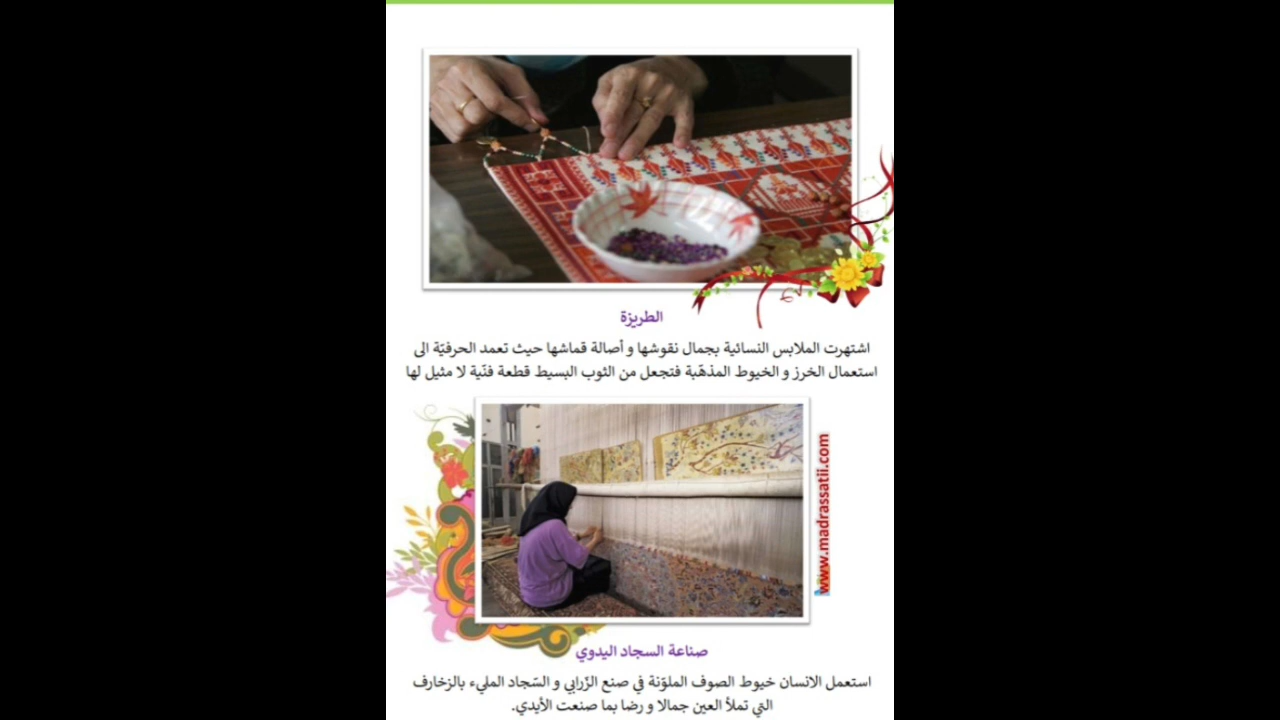 الطريزة
اشتهرت الملابس النسائية بجمال نقوشها و أصالة قماشها حيث تعمد الحرفيّة الى
استعمال الخرز و الخيوط المذهّبة فتجعل من الثوب البسيط قطعة فنّية لا مثيل لها
www.madrassatii.com
صناعة السجاد اليدوي
استعمل الانسان خيوط الصوف الملوّنة في صنع الزّرابي و السّجاد المليء بالزخارف
التي تملأ العين جمالا و رضا بما صنعت الأيدي.